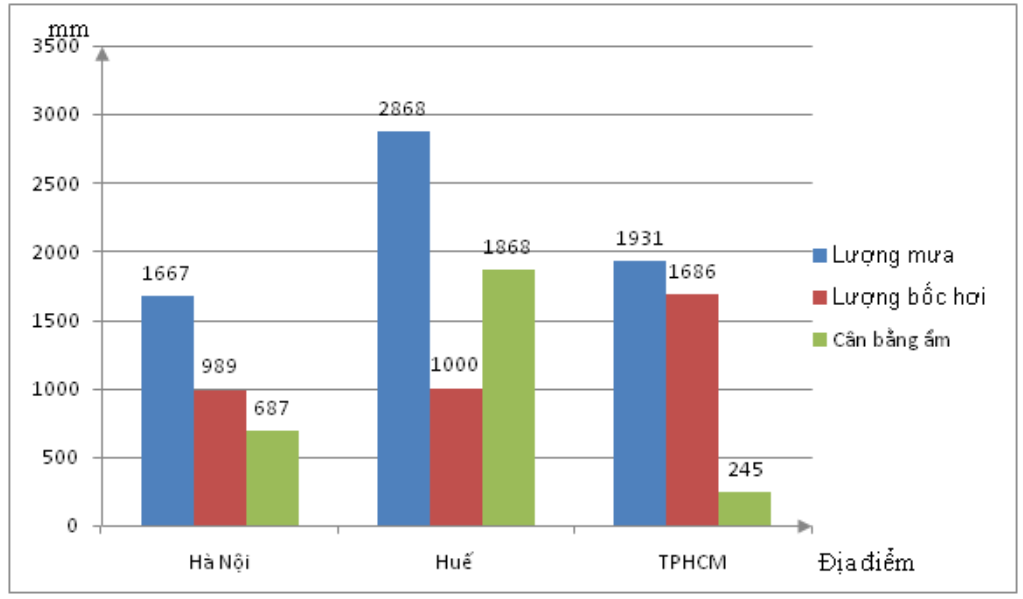 mm
3500
3000
2500
2000
1500
1000
500
0
1667
989
687
2868
1000
1868
1931
1686
245
Hà Nội
Huế
TPHCM
Địa điểm
Lượng mưa
Lượng bốc hơi
Cân bằng ẩm